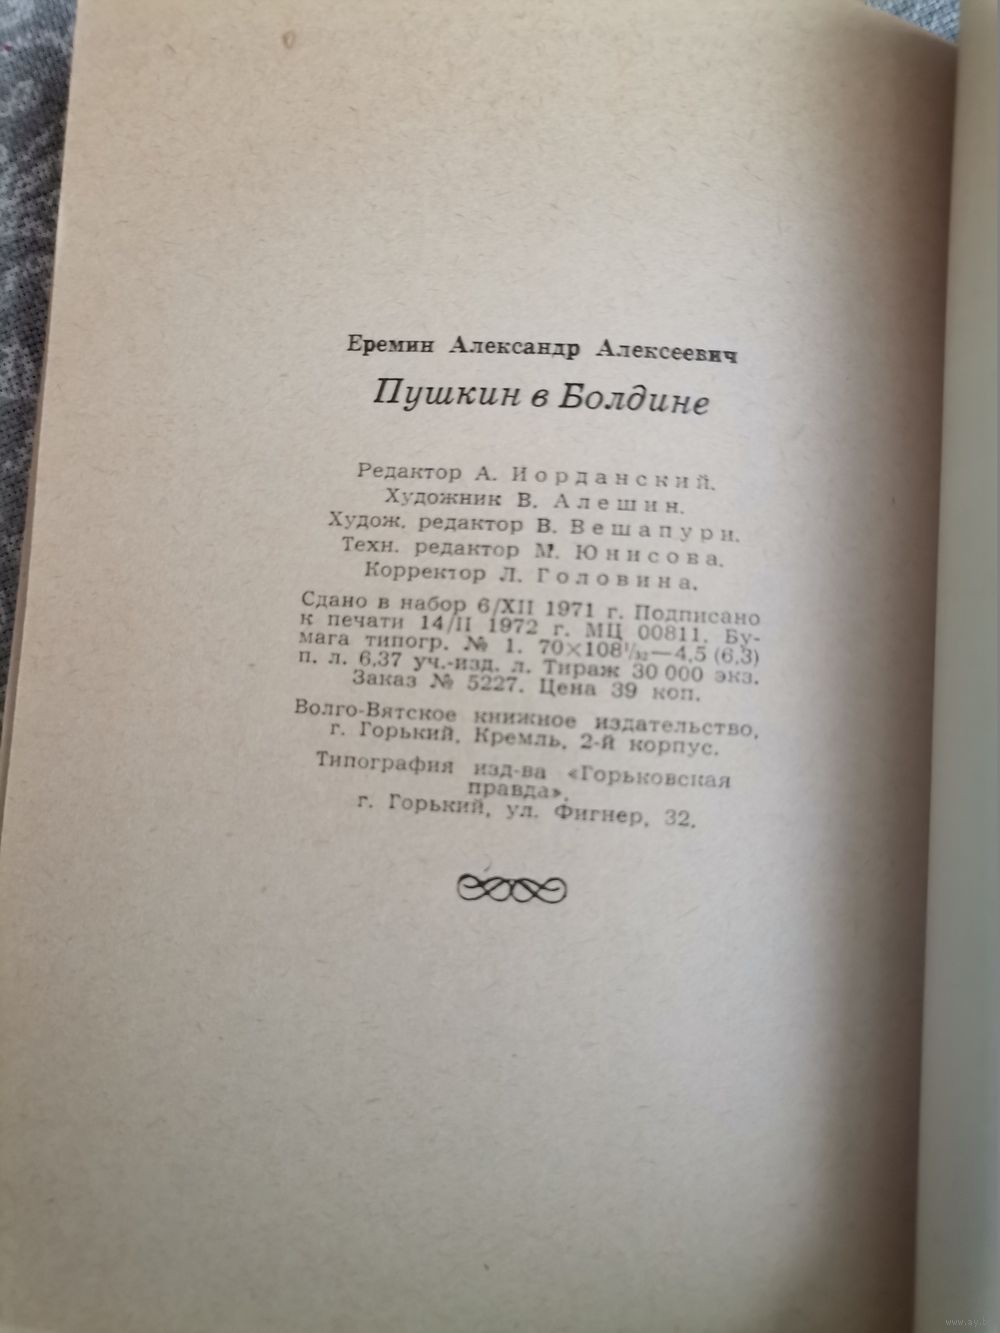 Еремин Александр Алексеевич
Пушкин в Болдине
Редактор А. Иорданский.
Художник В. Алешин.
Худож. редактор В. Вешапури.
Техн. редактор М. Юнисова.
Корректор Л. Головина.
Сдано в набор 6/XII 1971 г. Подписано
к печати 14/II 1972 г. МЦ 00811. Бу-
мага типогр. № 1. 70×108¹/₃₂—4,5 (6,3)
п. л. 6,37 уч.-изд. л. Тираж 30 000 экз.
Заказ № 5227. Цена 39 коп.
Волго-Вятское книжное издательство,
г. Горький, Кремль, 2-й корпус.
Типография изд-ва «Горьковская
правда»,
г. Горький, ул. Фигнер, 32.